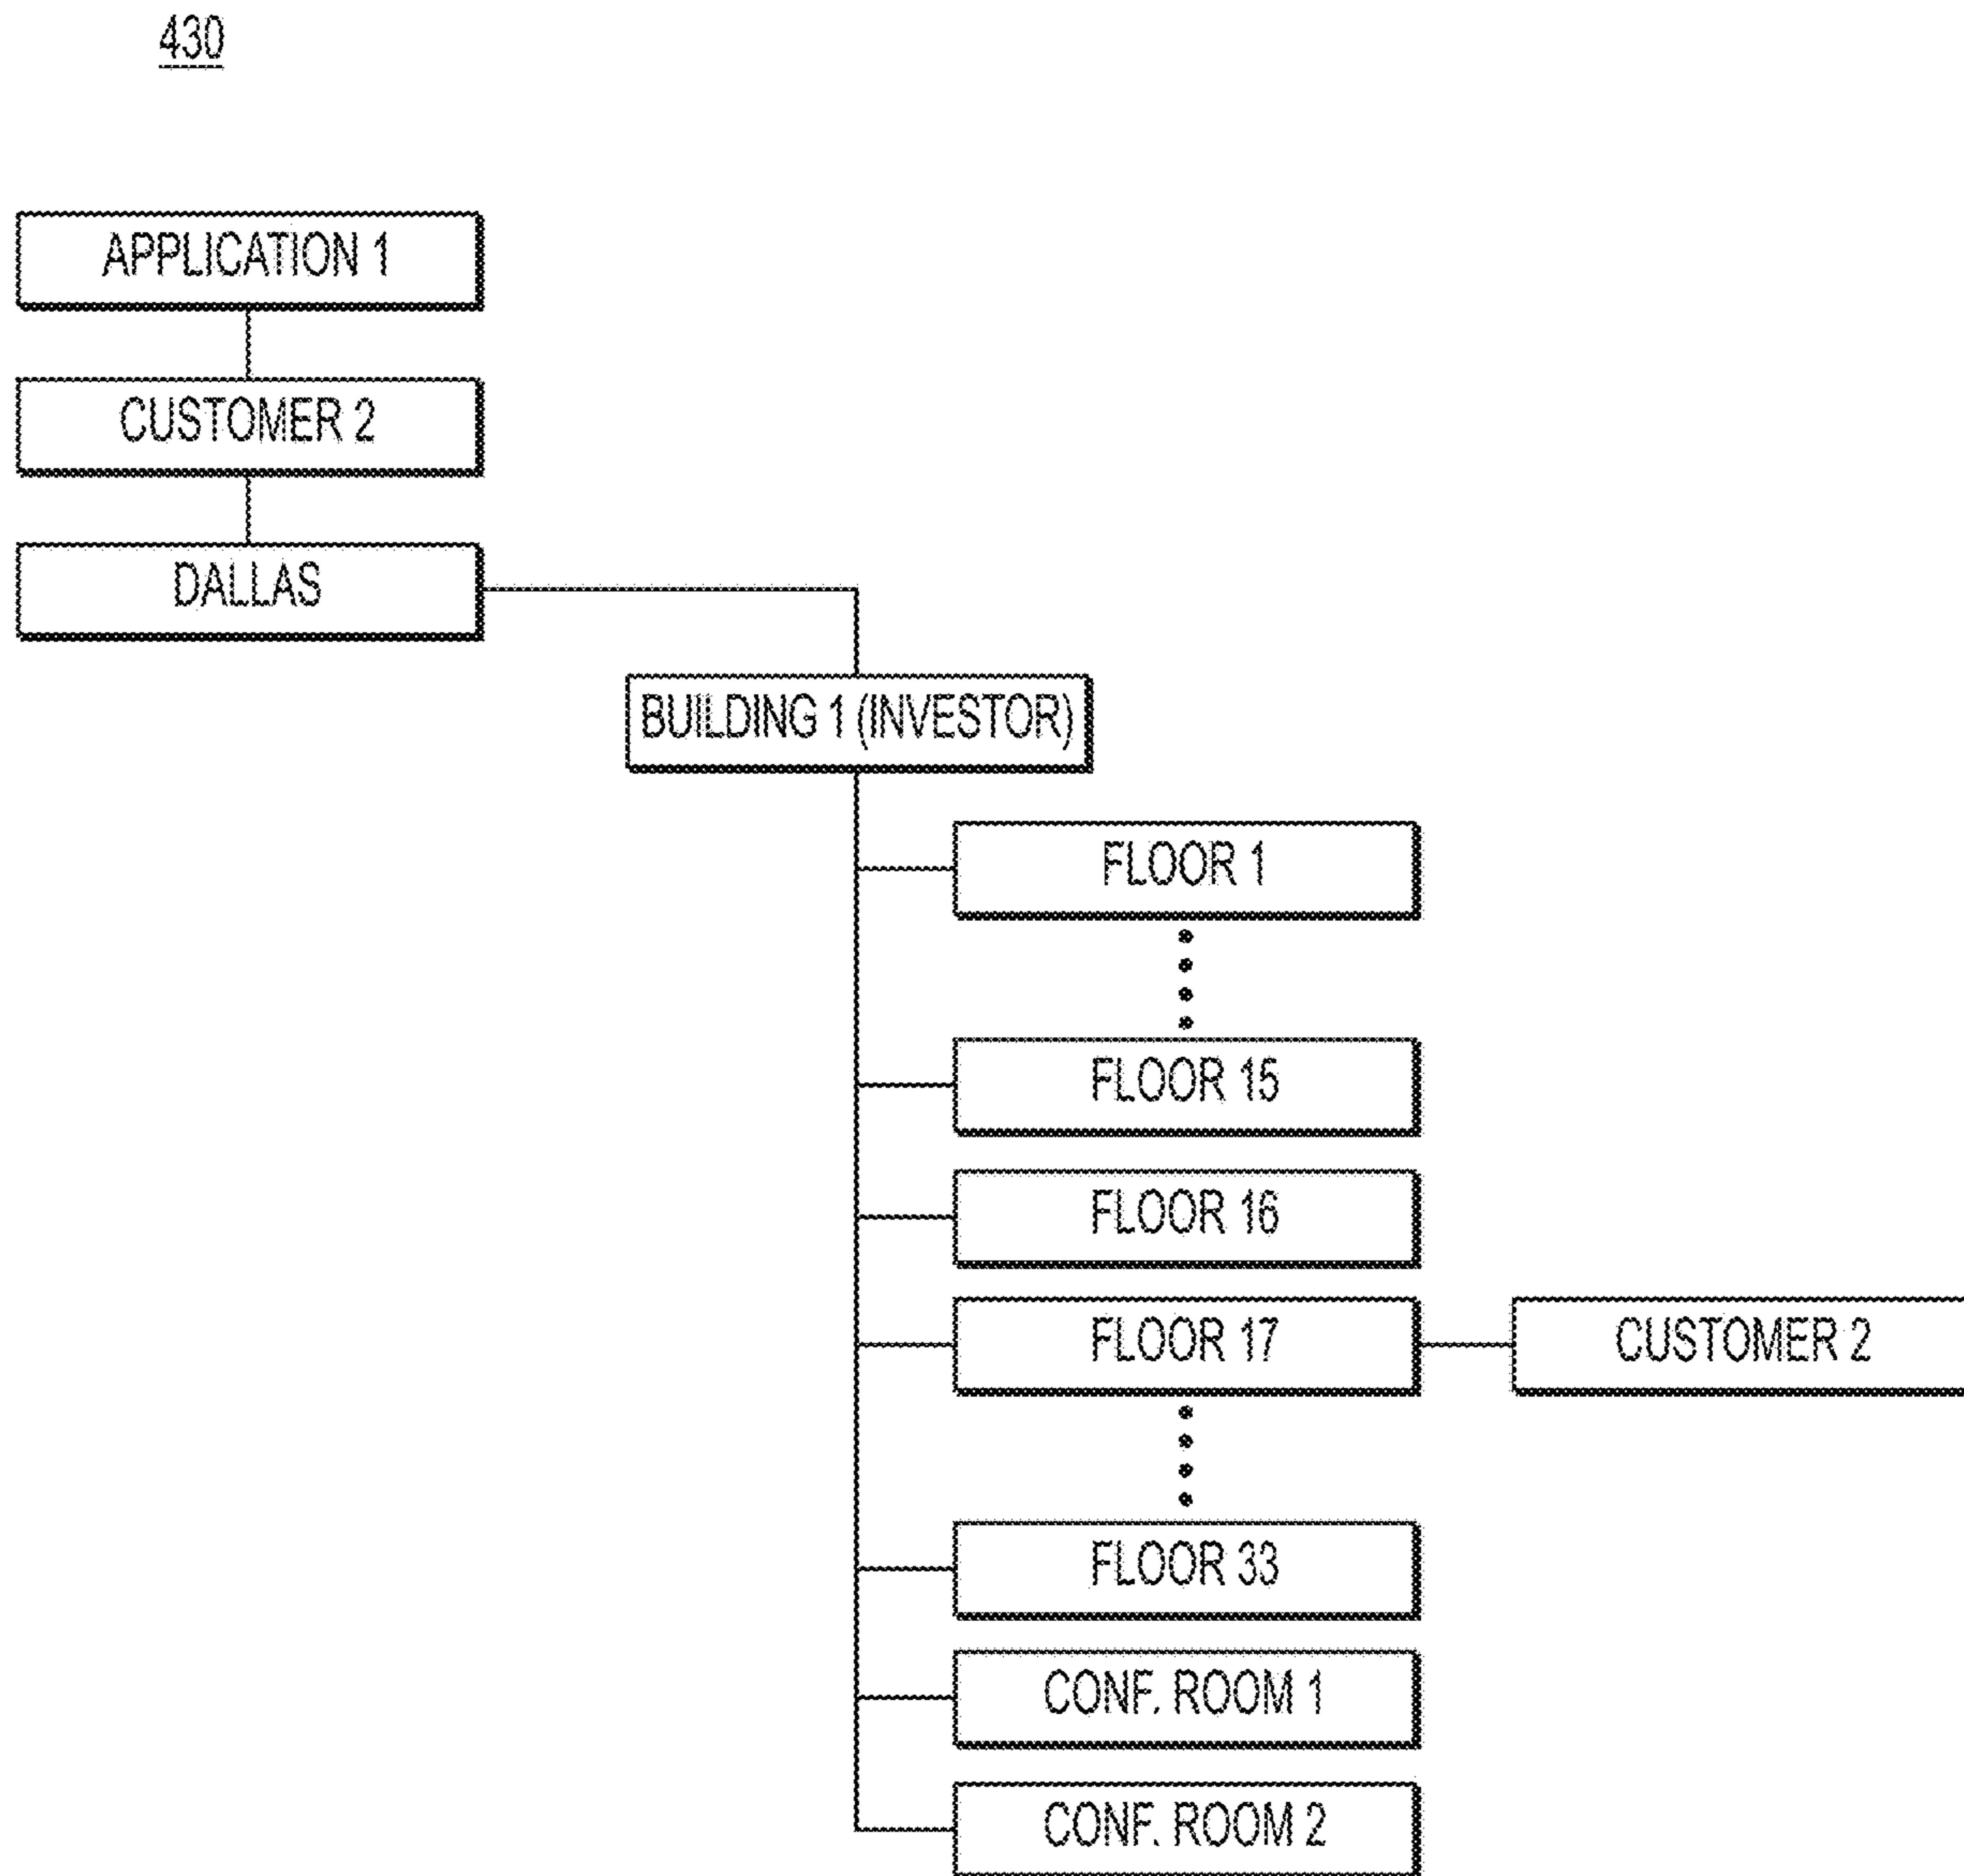 430
APPLICATION 1
CUSTOMER 2
DALLAS
BUILDING 1 (INVESTOR)
FLOOR 1
FLOOR 15
FLOOR 16
FLOOR 17
CUSTOMER 2
FLOOR 33
CONF. ROOM 1
CONF. ROOM 2